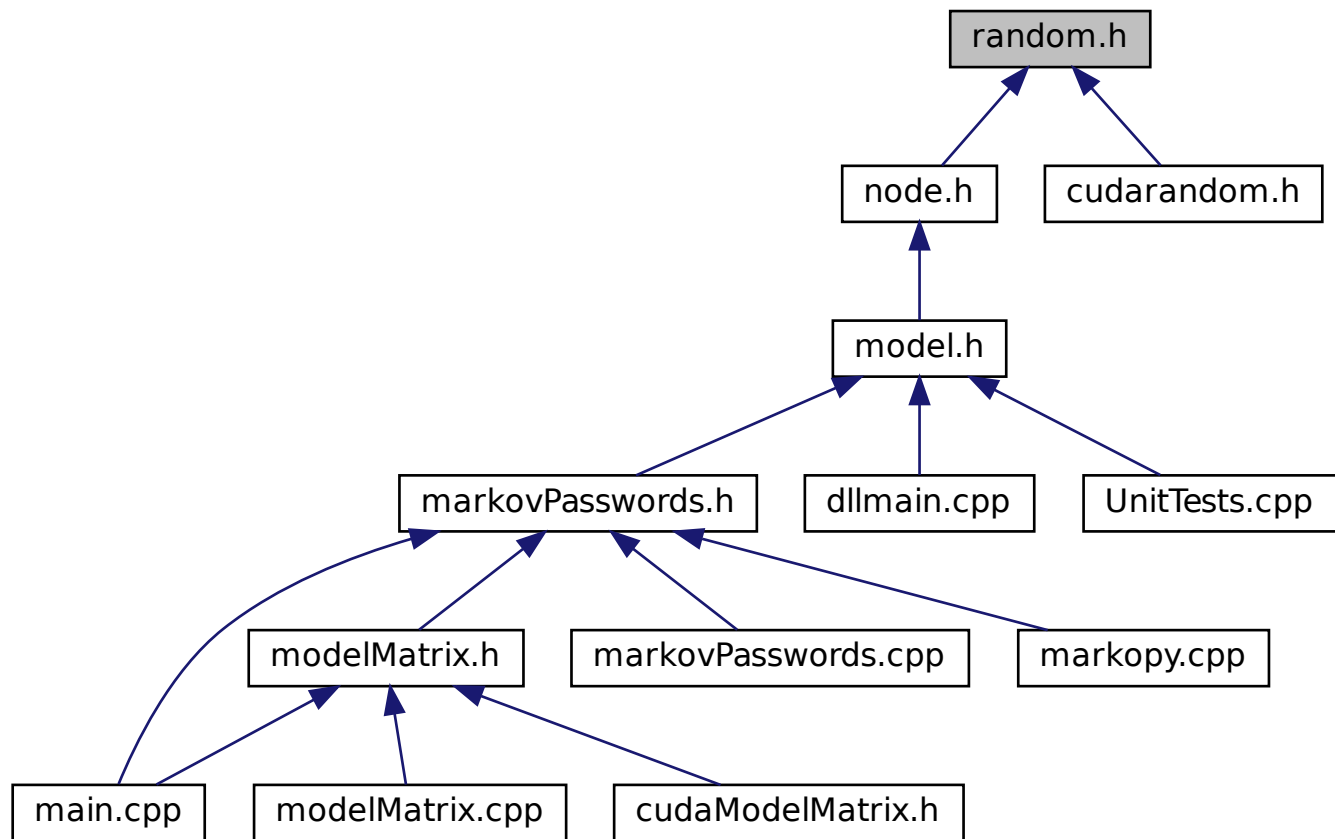 random.h
node.h
cudarandom.h
model.h
markovPasswords.h
dllmain.cpp
UnitTests.cpp
modelMatrix.h
markovPasswords.cpp
markopy.cpp
main.cpp
modelMatrix.cpp
cudaModelMatrix.h